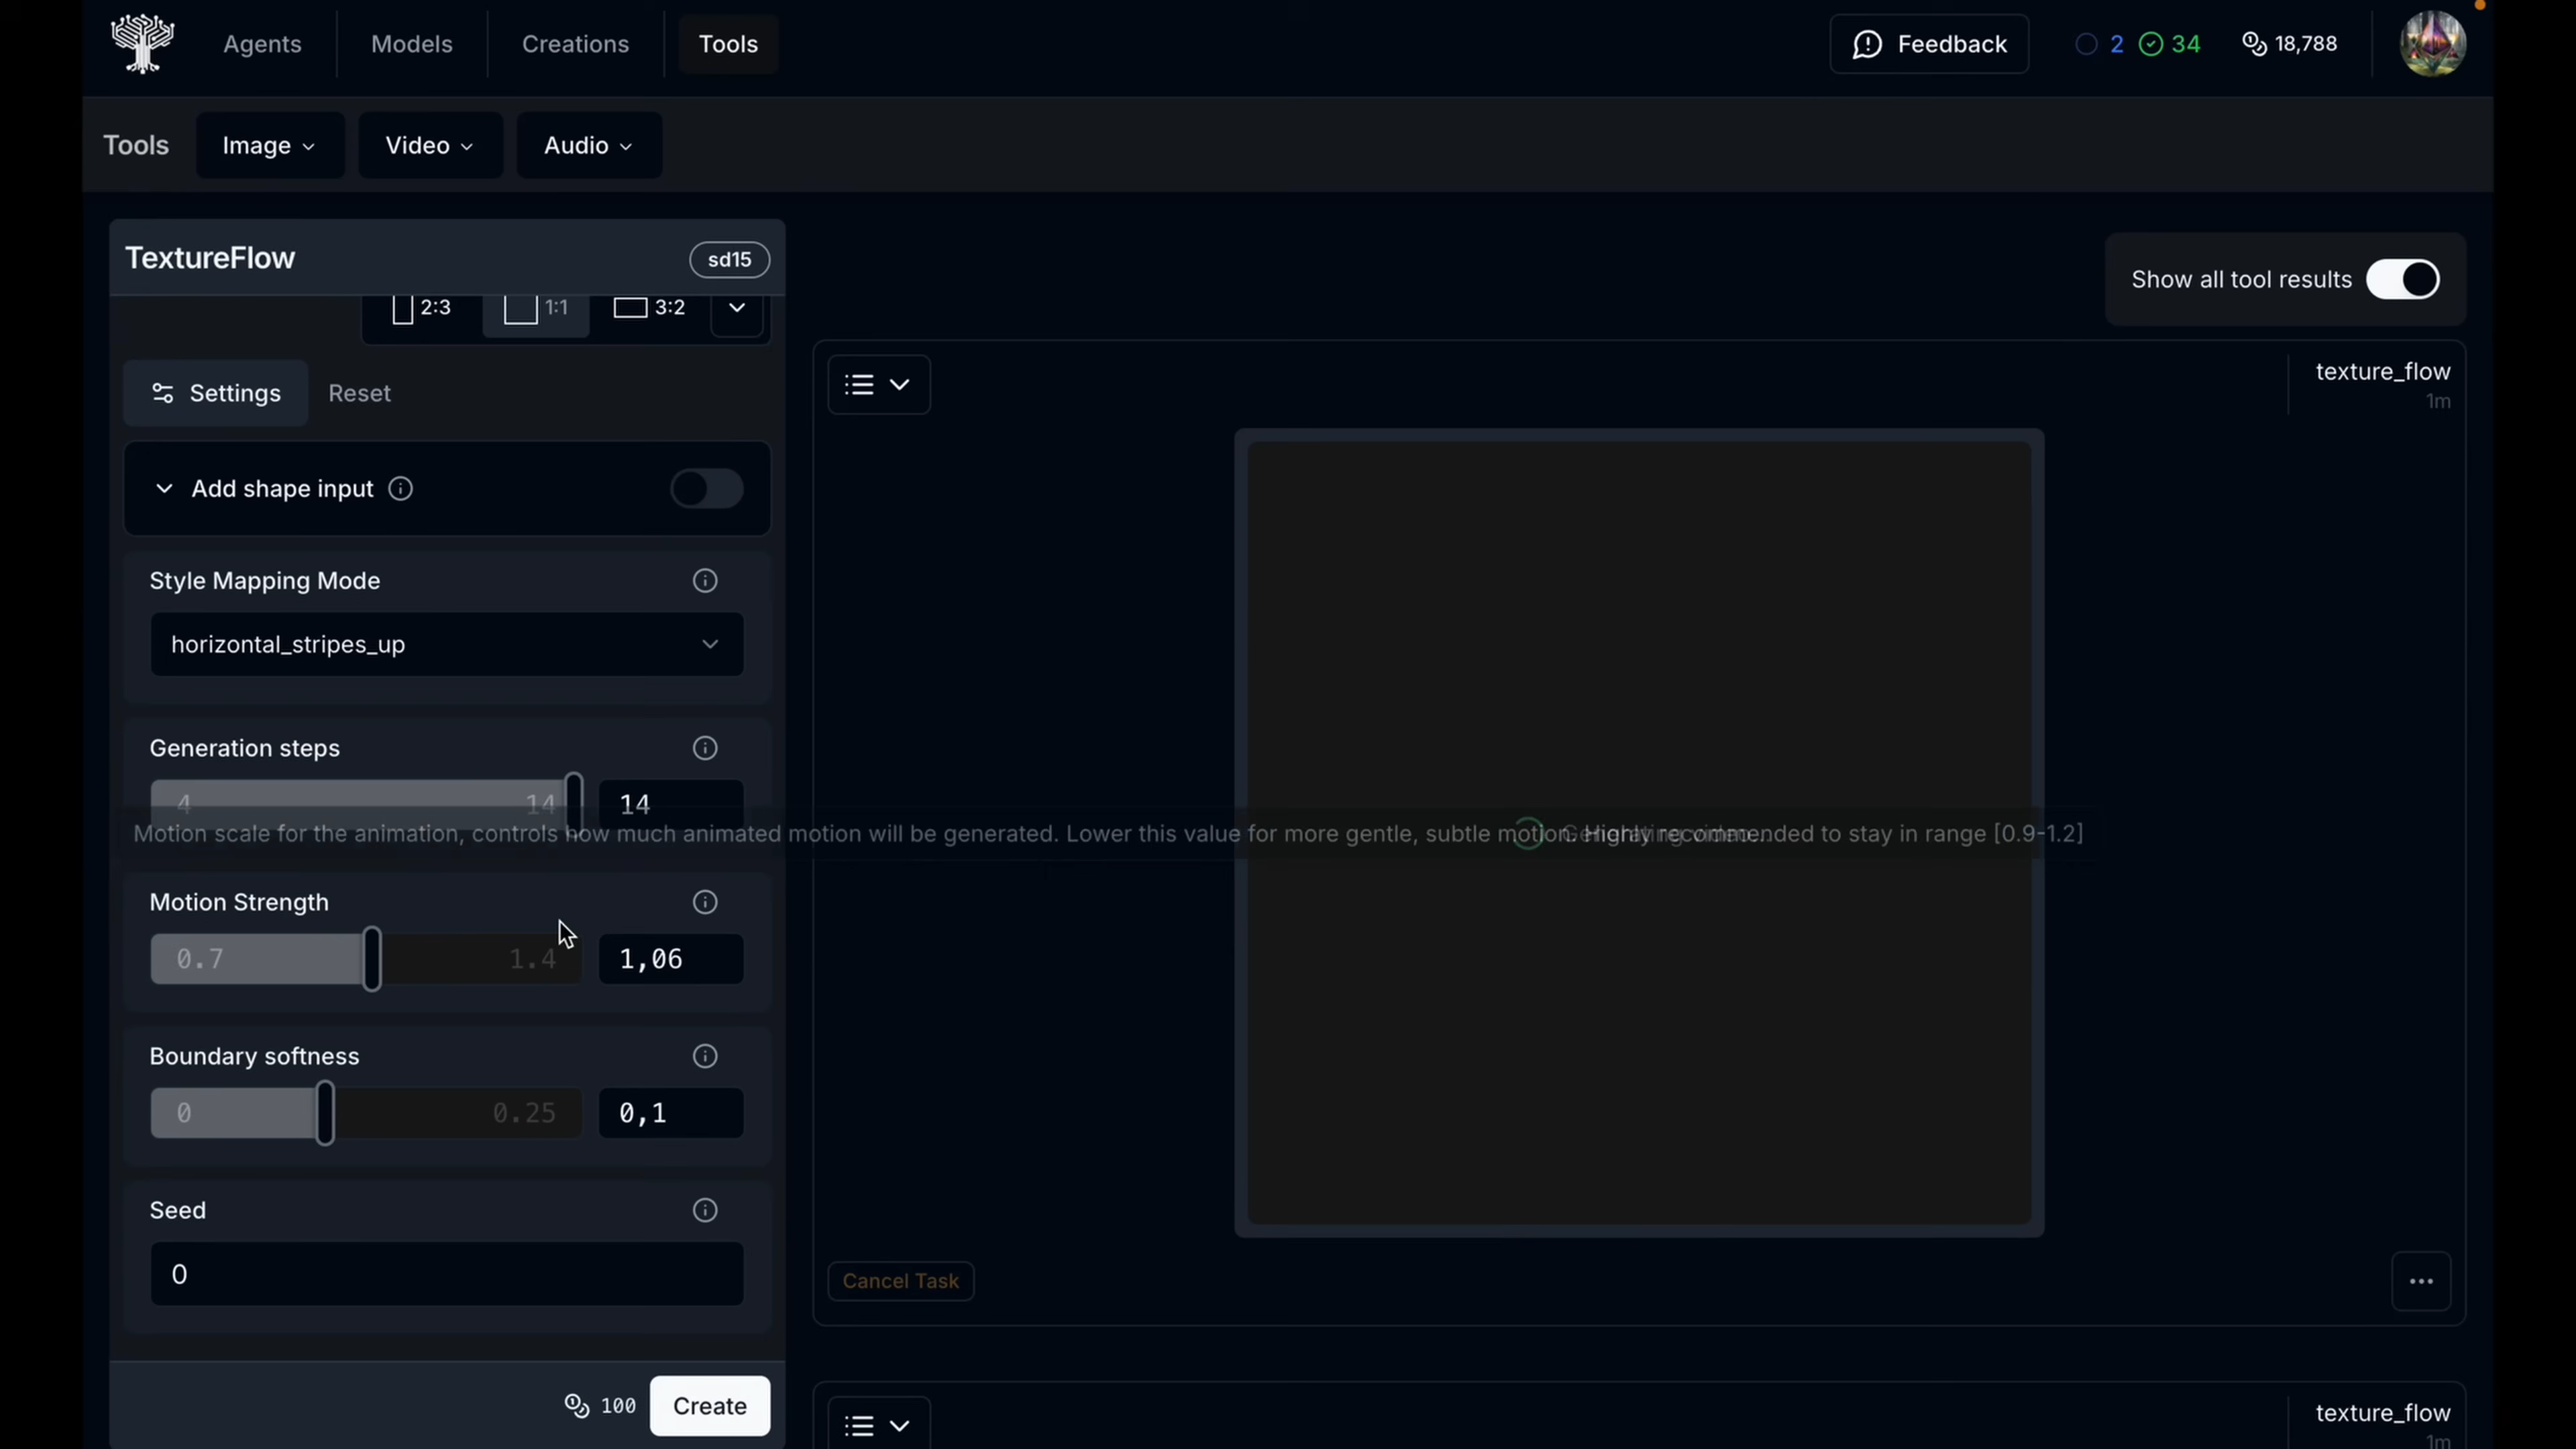 Agents
Models
Creations
Tools
Feedback
2
34
18,788
Tools
Image
Video
Audio
TextureFlow
sd15
2:3
1:1
3:2
Show all tool results
Settings
Reset
texture_flow
1m
Add shape input
Style Mapping Mode
horizontal_stripes_up
Generation steps
4
14
14
Motion scale for the animation, controls how much animated motion will be generated. Lower this value for more gentle, subtle motion. Highly recommended to stay in range [0.9-1.2]
Motion Strength
0.7
1.4
1,06
Boundary softness
0
0.25
0,1
Seed
0
Cancel Task
100
Create
texture_flow
1m